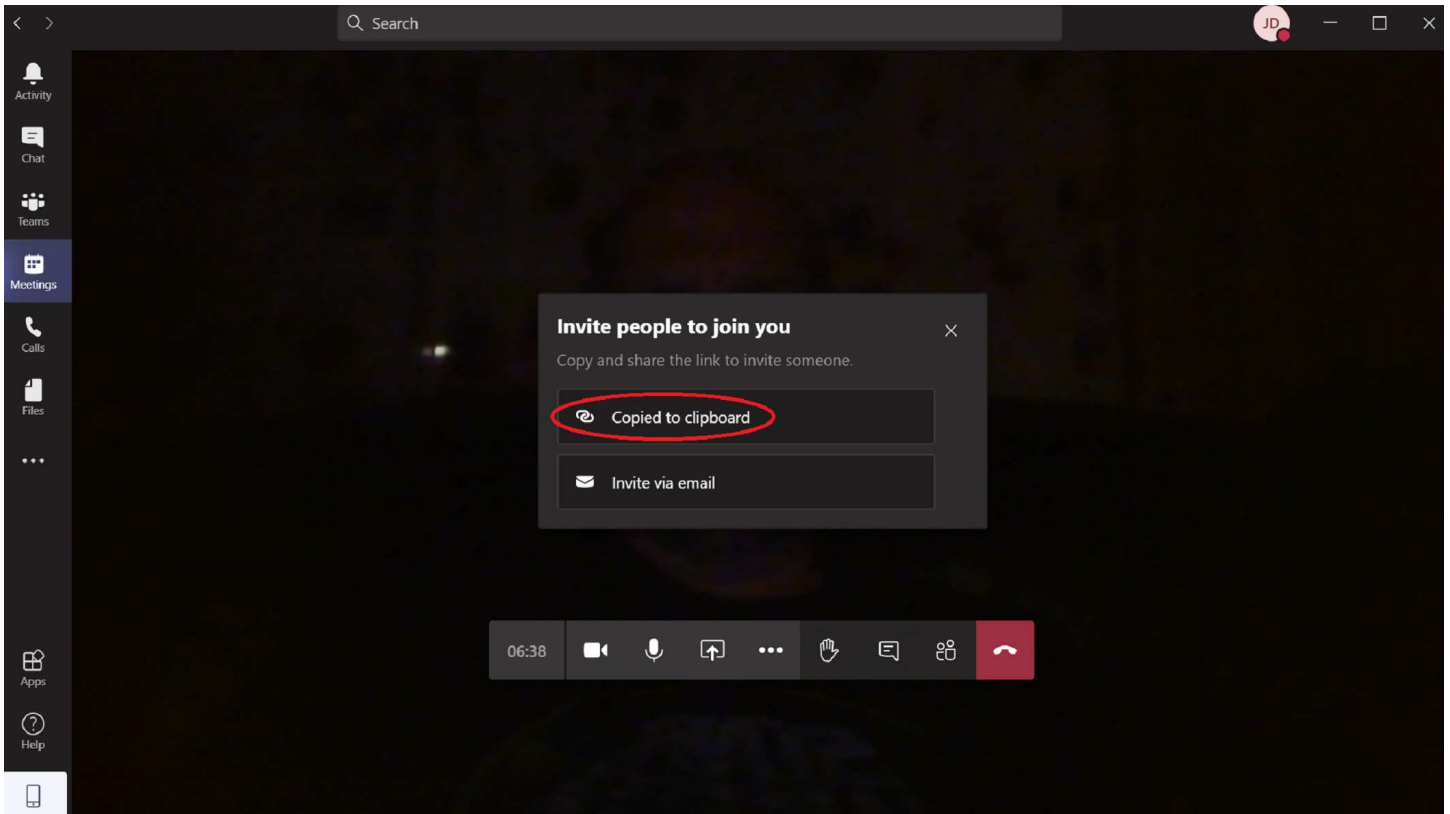 Search
JD
Activity
Chat
Teams
Meetings
Calls
Files
Apps
Help
Invite people to join you
Copy and share the link to invite someone.
Copied to clipboard
Invite via email
06:38